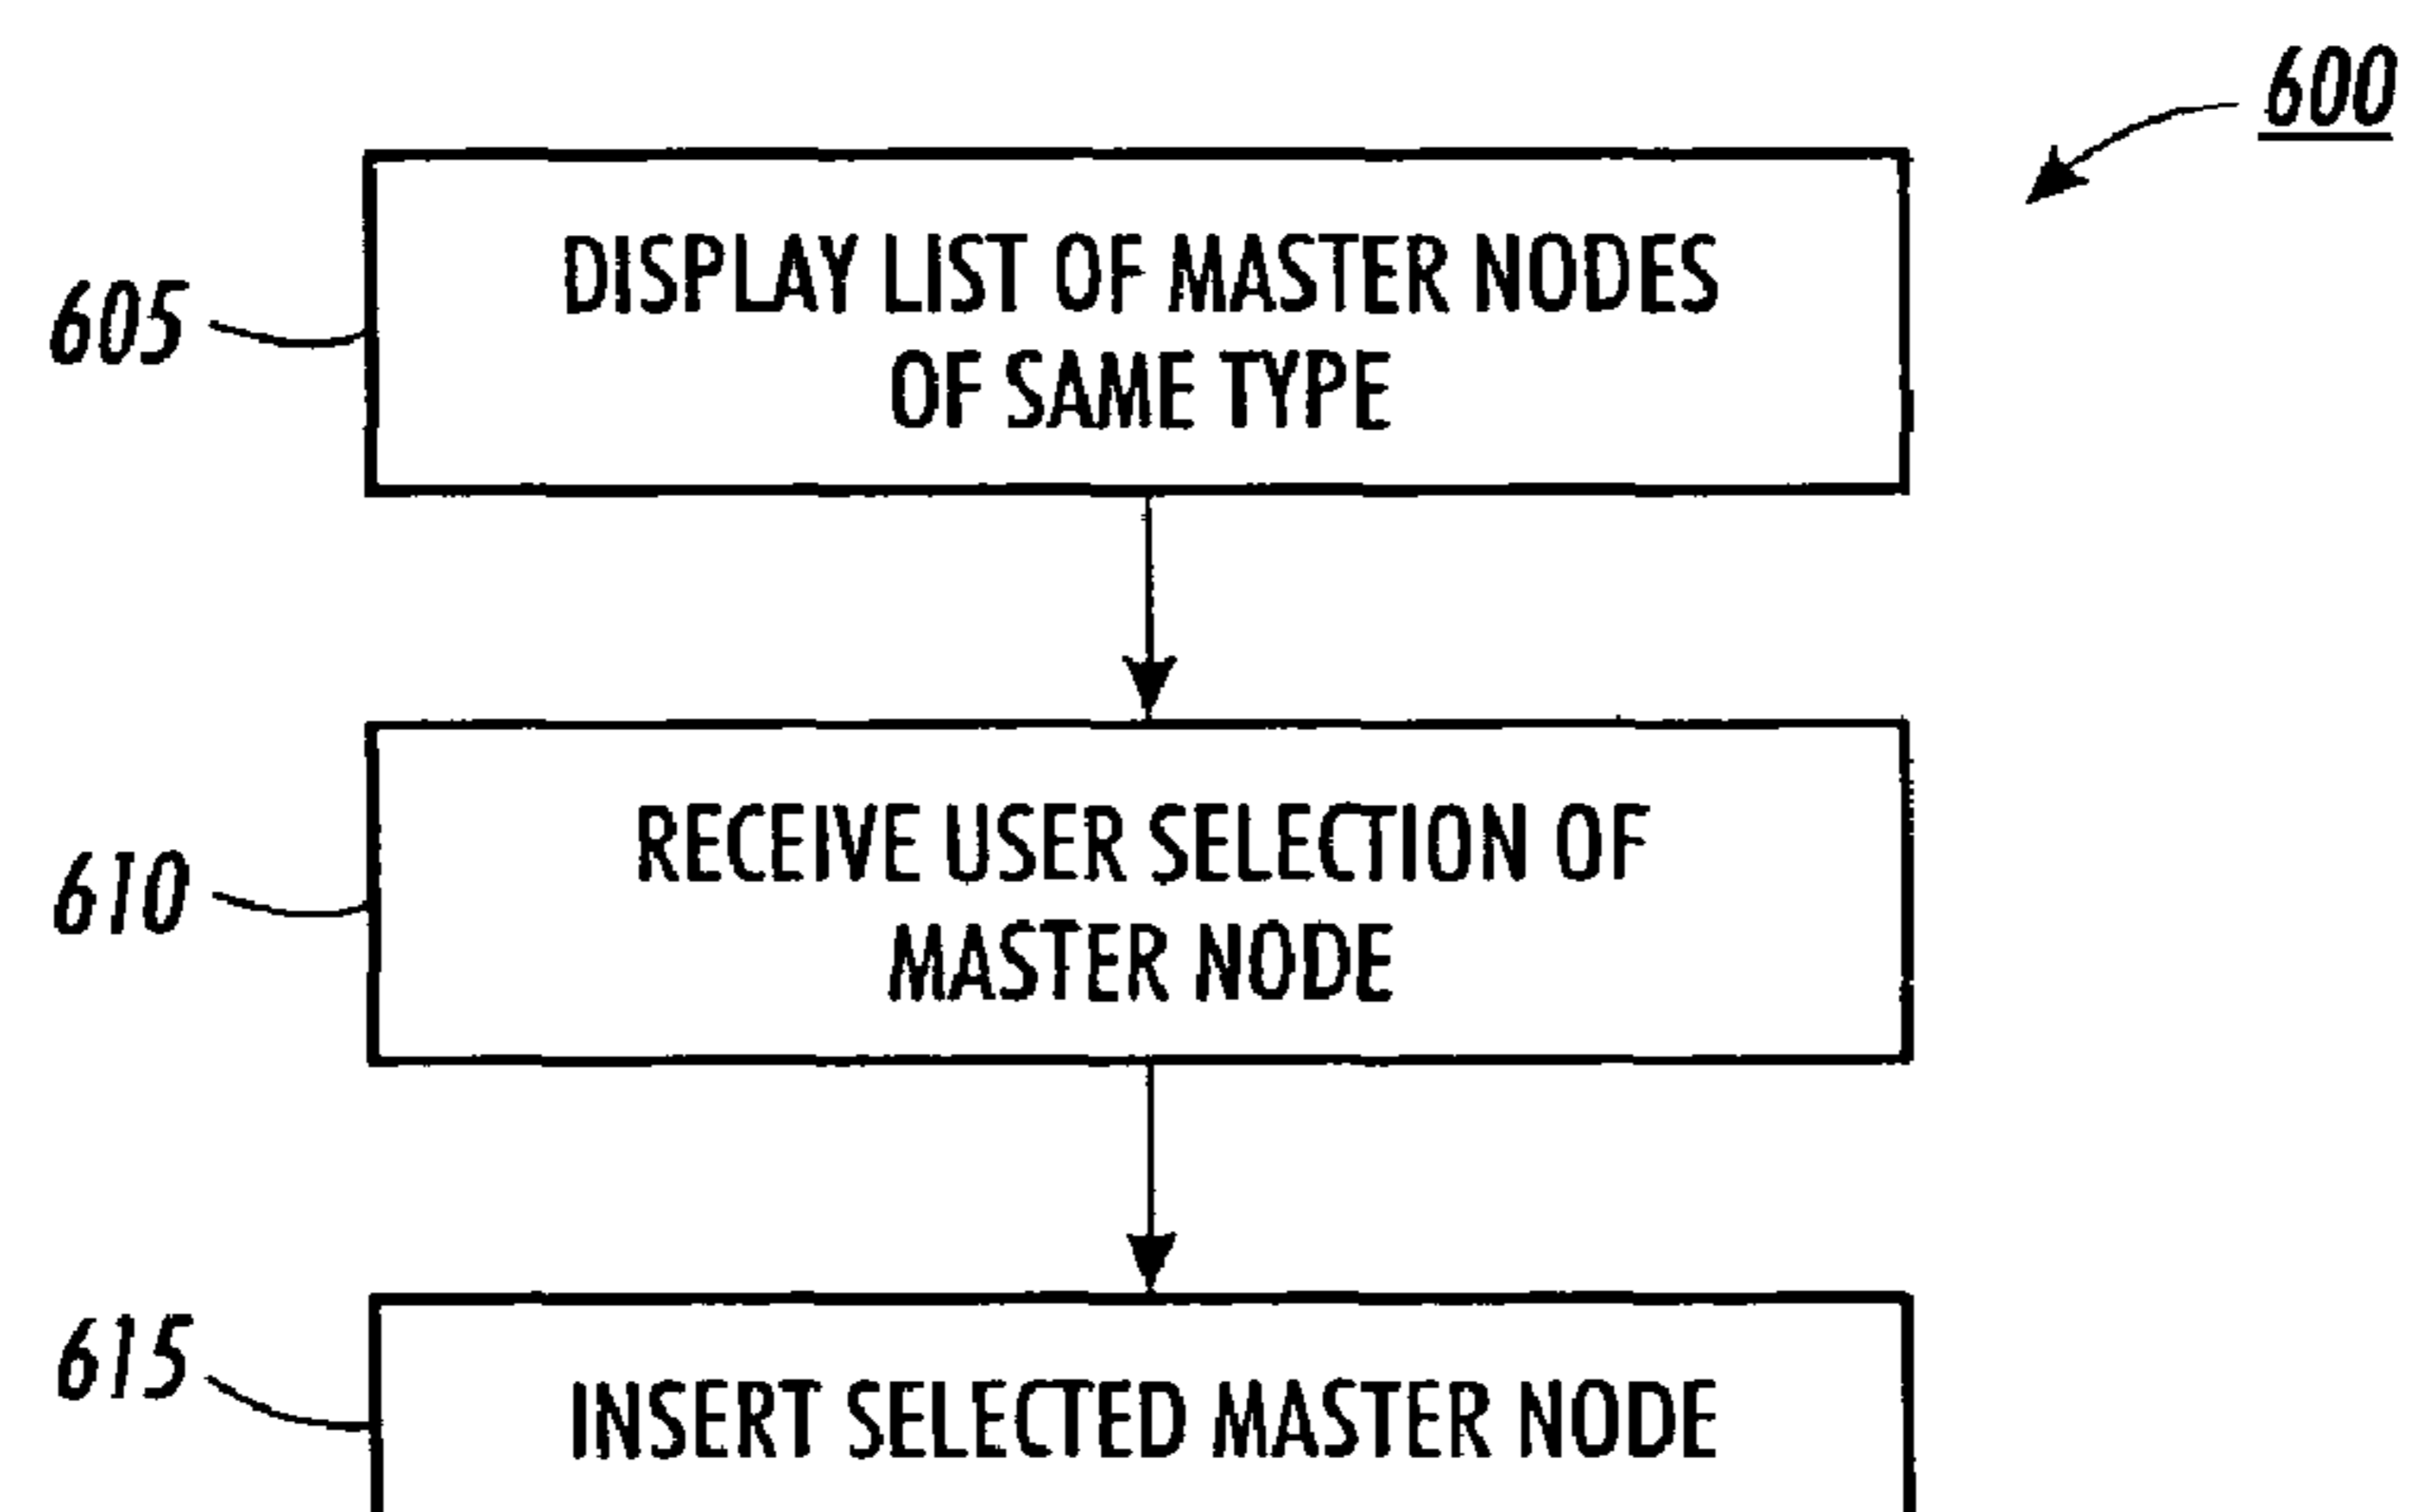 600
605
DISPLAY LIST OF MASTER NODES
OF SAME TYPE
610
RECEIVE USER SELECTION OF
MASTER NODE
615
INSERT SELECTED MASTER NODE